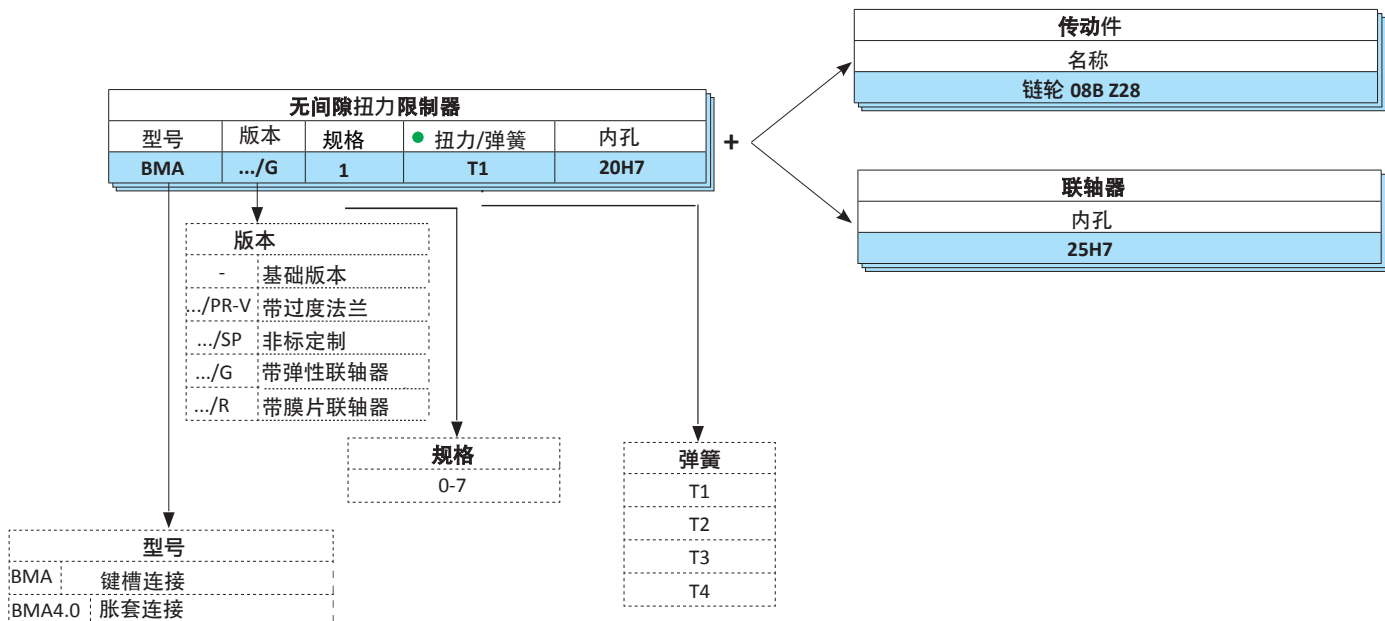 传动件
名称
链轮 08B Z28
无间隙扭力限制器
型号 版本 规格 扭力/弹簧 内孔
BMA .../G 1 T1 20H7
+
联轴器
内孔
25H7
版本
- 基础版本
.../PR-V 带过度法兰
.../SP 非标定制
.../G 带弹性联轴器
.../R 带膜片联轴器
规格
0-7
弹簧
T1
T2
T3
T4
型号
BMA 键槽连接
BMA4.0 胀套连接